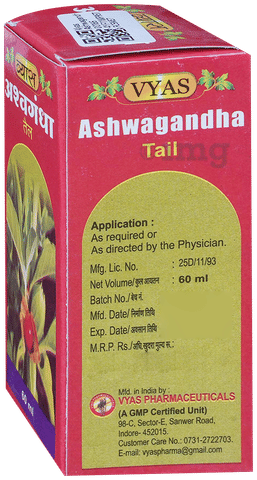 व्यास
अश्वगंधा
तेल
60 ml
VYAS
Ashwagandha
Tail
Application :
As required or
As directed by the Physician.
Mfg. Lic. No. : 25D/11/93
Net Volume/कुल आयतन : 60 ml
Batch No./बैच नं.
Mfd. Date/निर्माण तिथि
Exp. Date/अवसान तिथि
M.R.P. Rs./अधि.खुदरा मूल्य रू. :
Mfd. in India by :
VYAS PHARMACEUTICALS
(A GMP Certified Unit)
98-C, Sector-E, Sanwer Road,
Indore- 452015.
Customer Care No.: 0731-2722703.
E-mail: vyaspharma@gmail.com